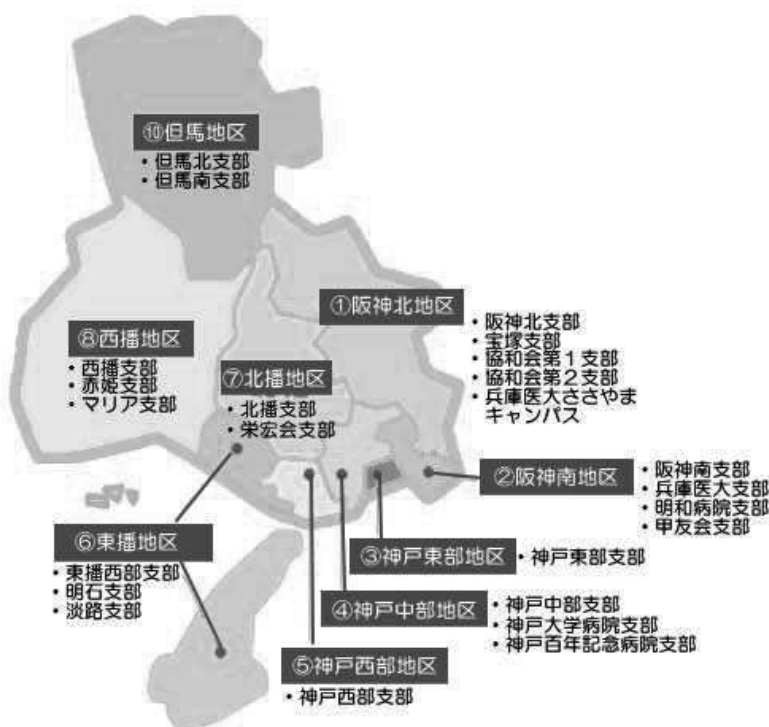 ⑩但馬地区
・但馬北支部
・但馬南支部
①阪神北地区
・阪神北支部
・宝塚支部
・協和会第1支部
・協和会第2支部
・兵庫医大ささやま
キャンパス
⑧西播地区
・西播支部
・赤姫支部
・マリア支部
⑦北播地区
・北播支部
・栄宏会支部
②阪神南地区
・阪神南支部
・兵庫医大支部
・明和病院支部
・甲友会支部
⑥東播地区
・東播西部支部
・明石支部
・淡路支部
③神戸東部地区
・神戸東部支部
④神戸中部地区
・神戸中部支部
・神戸大学病院支部
・神戸百年記念病院支部
⑤神戸西部地区
・神戸西部支部